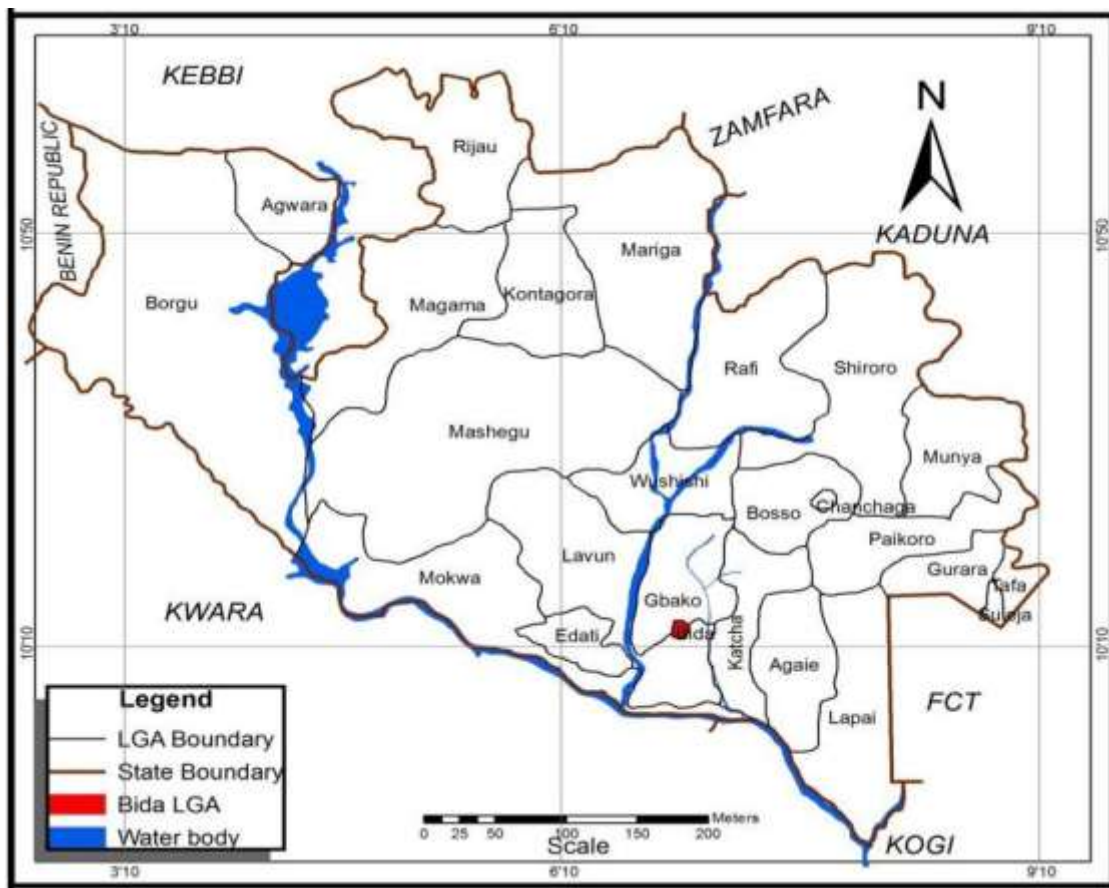 3'10 6'10 9'10
KEBBI
ZAMFARA
N
BENIN REPUBLIC
Rijau
Agwara
10'50 10'50
KADUNA
Mariga
Borgu
Magama
Kontagora
Rafi
Shiroro
Mashegu
Munya
Wushishi
Bosso
Chanchaga
Paikoro
Lavun
Gurara
Mokwa
Tafa
Gbako
KWARA
Suleja
Edati
ida
Katcha
10'10 10'10
Agaie
Legend
FCT
Lapai
LGA Boundary
State Boundary
Bida LGA
Water body
0 25 50 100 150 200 Meters
Scale
KOGI
3'10 6'10 9'10